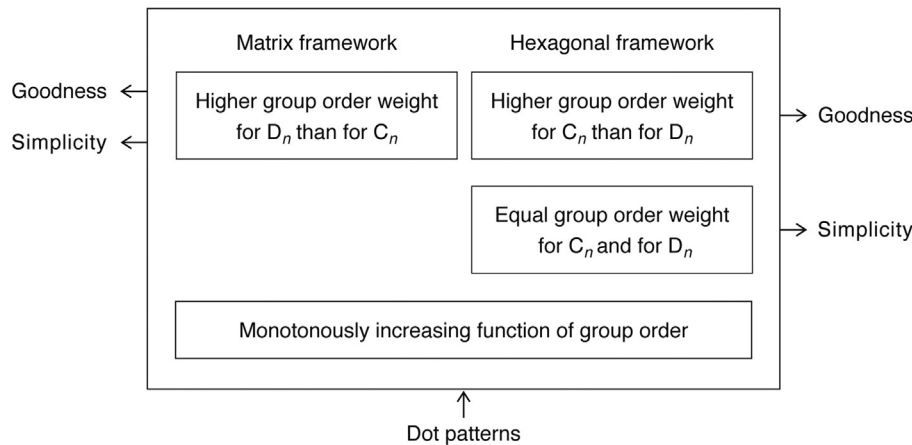 Matrix framework
Hexagonal framework
Goodness
Simplicity
Higher group order weight
for Dn than for Cn
Higher group order weight
for Cn than for Dn
Goodness
Equal group order weight
for Cn and for Dn
Simplicity
Monotonously increasing function of group order
Dot patterns